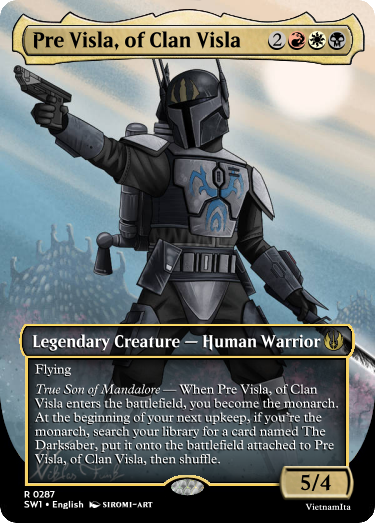 Pre Visla, of Clan Visla 2
Legendary Creature — Human Warrior
Flying
True Son of Mandalore — When Pre Visla, of Clan
Visla enters the battlefield, you become the monarch.
At the beginning of your next upkeep, if you're the
monarch, search your library for a card named The
Darksaber, put it onto the battlefield attached to
Pre Visla, of Clan Visla, then shuffle.
5/4
R 0287
SW1 • English SIROMI-ART
VietnamIta